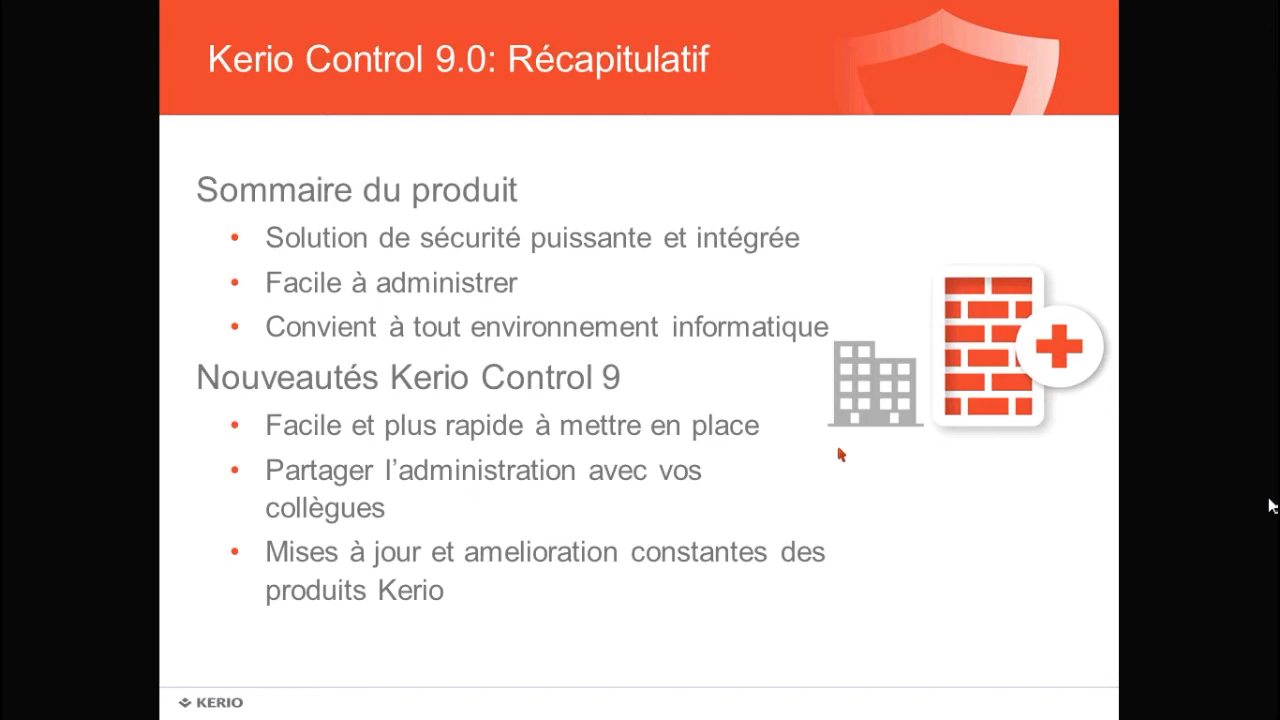 Kerio Control 9.0: Récapitulatif
Sommaire du produit
• Solution de sécurité puissante et intégrée
• Facile à administrer
• Convient à tout environnement informatique
Nouveautés Kerio Control 9
• Facile et plus rapide à mettre en place
• Partager l’administration avec vos
collègues
• Mises à jour et amelioration constantes des
produits Kerio
KERIO